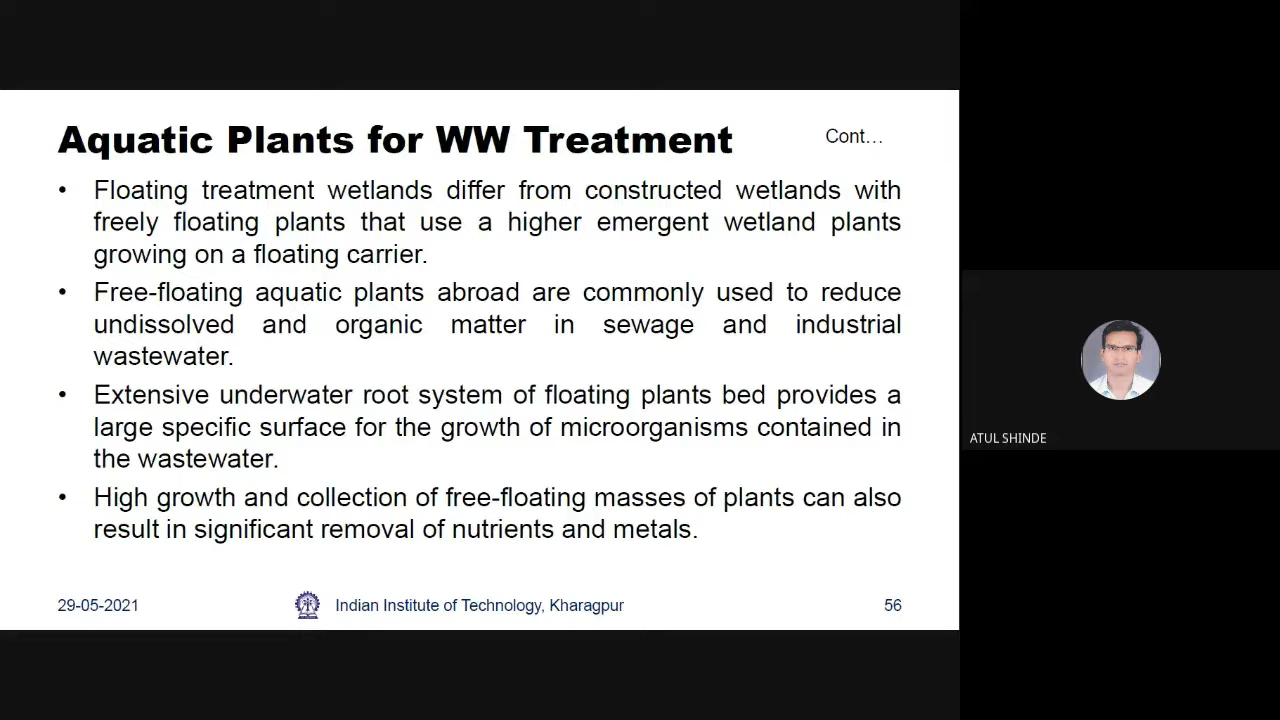 Aquatic Plants for WW Treatment
Cont...
• Floating treatment wetlands differ from constructed wetlands with
freely floating plants that use a higher emergent wetland plants
growing on a floating carrier.
• Free-floating aquatic plants abroad are commonly used to reduce
undissolved and organic matter in sewage and industrial
wastewater.
• Extensive underwater root system of floating plants bed provides a
large specific surface for the growth of microorganisms contained in
the wastewater.
• High growth and collection of free-floating masses of plants can also
result in significant removal of nutrients and metals.
29-05-2021
Indian Institute of Technology, Kharagpur
56
ATUL SHINDE